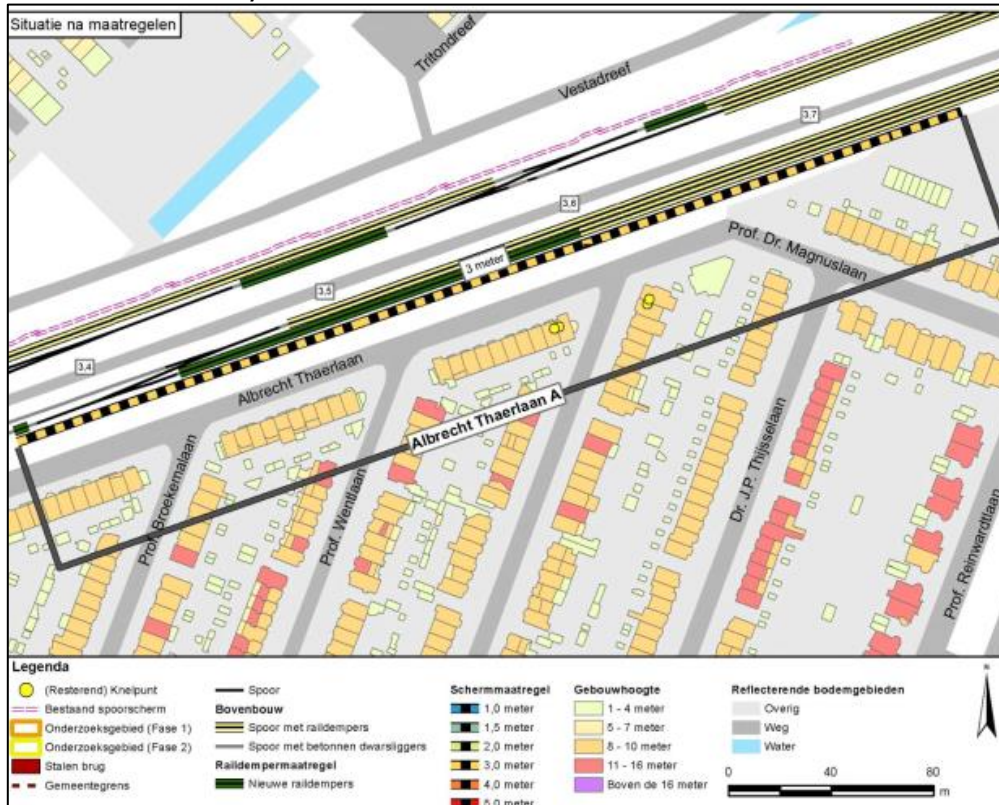 Situatie na maatregelen
Tritondreef
Vestadreef
3.7
3.6
3 meter
3.5
3.4
Prof. Dr. Magnuslaan
Albrecht Thaerlaan
Albrecht Thaerlaan A
Prof. Broekemalaan
Prof. Wentlaan
Dr. J.P. Thijsselaan
Prof. Reinwardtlaan
Legenda
(Resterend) Knelpunt
Bestaand spoorscherm
Onderzoeksgebied (Fase 1)
Onderzoeksgebied (Fase 2)
Stalen brug
Gemeentegrens
Spoor
Bovenbouw
Spoor met raildempers
Spoor met betonnen dwarsliggers
Raildempermaatregel
Nieuwe raildempers
Schermmaatregel
1,0 meter
1,5 meter
2,0 meter
3,0 meter
4,0 meter
5,0 meter
Gebouwhoogte
1 - 4 meter
5 - 7 meter
8 - 10 meter
11 - 16 meter
Boven de 16 meter
Reflecterende bodemgebieden
Overig
Weg
Water
0 40 80
m
N